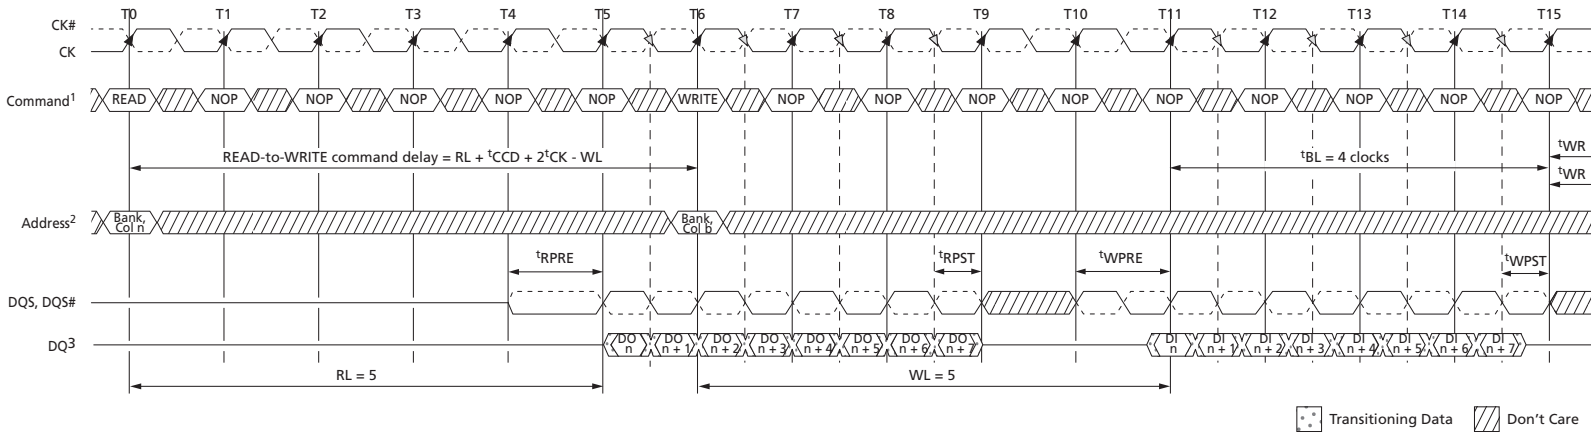 T0 T1 T2 T3 T4 T5 T6 T7 T8 T9 T10 T11 T12 T13 T14 T15
CK#
CK
Command¹ READ NOP NOP NOP NOP NOP WRITE NOP NOP NOP NOP NOP NOP NOP NOP NOP
READ-to-WRITE command delay = RL + ᵗCCD + 2ᵗCK - WL
ᵗBL = 4 clocks
ᵗWR
ᵗWR
Address² Bank, Col n Bank, Col b
ᵗRPRE ᵗRPST ᵗWPRE ᵗWPST
DQS, DQS#
DQ³ DO n DO n + 1 DO n + 2 DO n + 3 DO n + 4 DO n + 5 DO n + 6 DO n + 7 DI n DI n + 1 DI n + 2 DI n + 3 DI n + 4 DI n + 5 DI n + 6 DI n + 7
RL = 5 WL = 5
Transitioning Data Don't Care